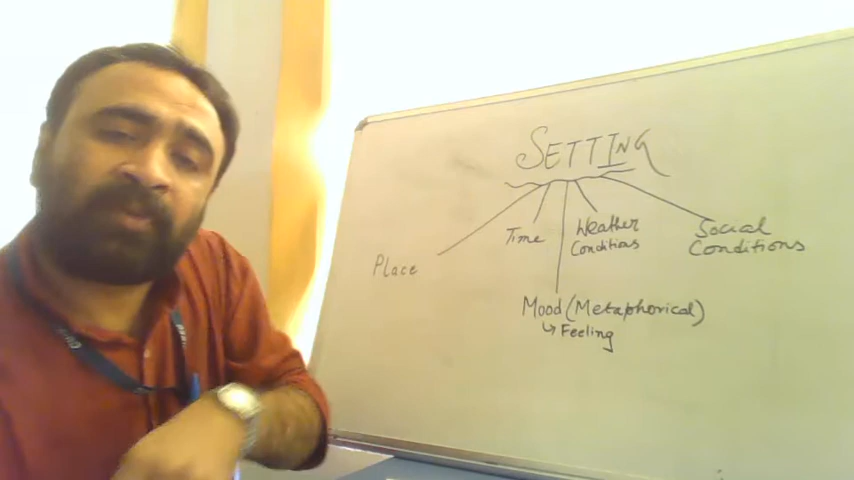 SETTING
Place
Time
Weather
Conditions
Social
Conditions
Mood (Metaphorical)
↳ Feeling